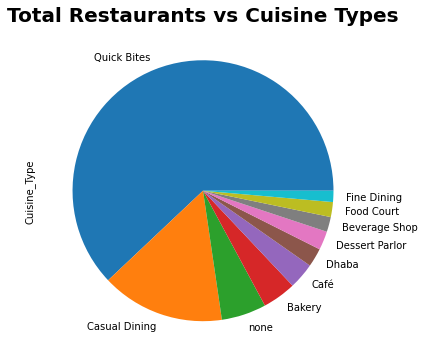 Total Restaurants vs Cuisine Types
Quick Bites
Cuisine_Type
Fine Dining
Food Court
Beverage Shop
Dessert Parlor
Dhaba
Café
Bakery
none
Casual Dining